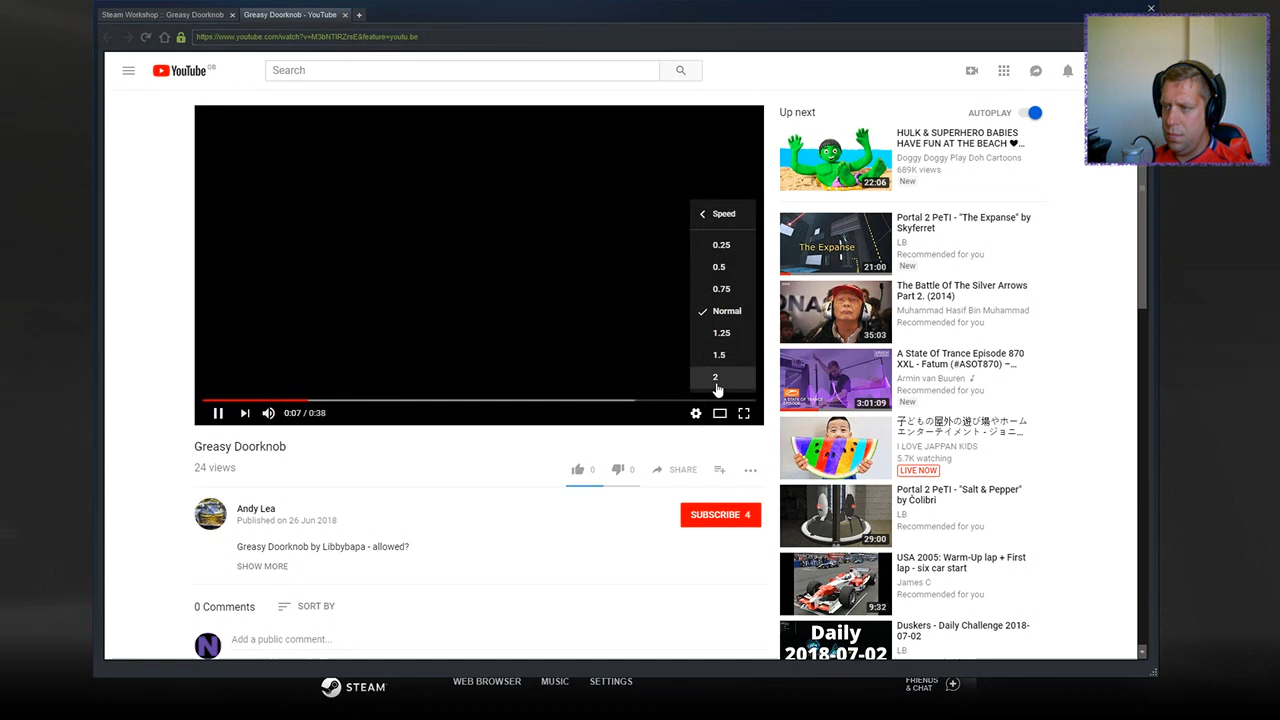 Steam Workshop :: Greasy Doorknob
Greasy Doorknob - YouTube
https://www.youtube.com/watch?v=M3bNTlRZrsE&feature=youtu.be
YouTube GB
Search
Up next
AUTOPLAY
HULK & SUPERHERO BABIES
HAVE FUN AT THE BEACH ❤...
Doggy Doggy Play Doh Cartoons
689K views
New
22:06
Speed
0.25
0.5
0.75
Normal
1.25
1.5
2
The Expanse
21:00
Portal 2 PeTI - "The Expanse" by
Skyferret
LB
Recommended for you
New
35:03
The Battle Of The Silver Arrows
Part 2. (2014)
Muhammad Hasif Bin Muhammad
Recommended for you
3:01:09
A State Of Trance Episode 870
XXL - Fatum (#ASOT870) –...
Armin van Buuren
Recommended for you
New
0:07 / 0:38
子どもの屋外の遊び場やホーム
エンターテイメント - ジョニ...
I LOVE JAPPAN KIDS
5.7K watching
LIVE NOW
Greasy Doorknob
24 views
0
0
SHARE
29:00
Portal 2 PeTI - "Salt & Pepper"
by Čolibri
LB
Recommended for you
Andy Lea
Published on 26 Jun 2018
SUBSCRIBE 4
Greasy Doorknob by Libbybapa - allowed?
SHOW MORE
9:32
USA 2005: Warm-Up lap + First
lap - six car start
James C
Recommended for you
0 Comments
SORT BY
N
Add a public comment...
Daily
2018-07-02
Duskers - Daily Challenge 2018-
07-02
LB
STEAM
WEB BROWSER
MUSIC
SETTINGS
FRIENDS
& CHAT